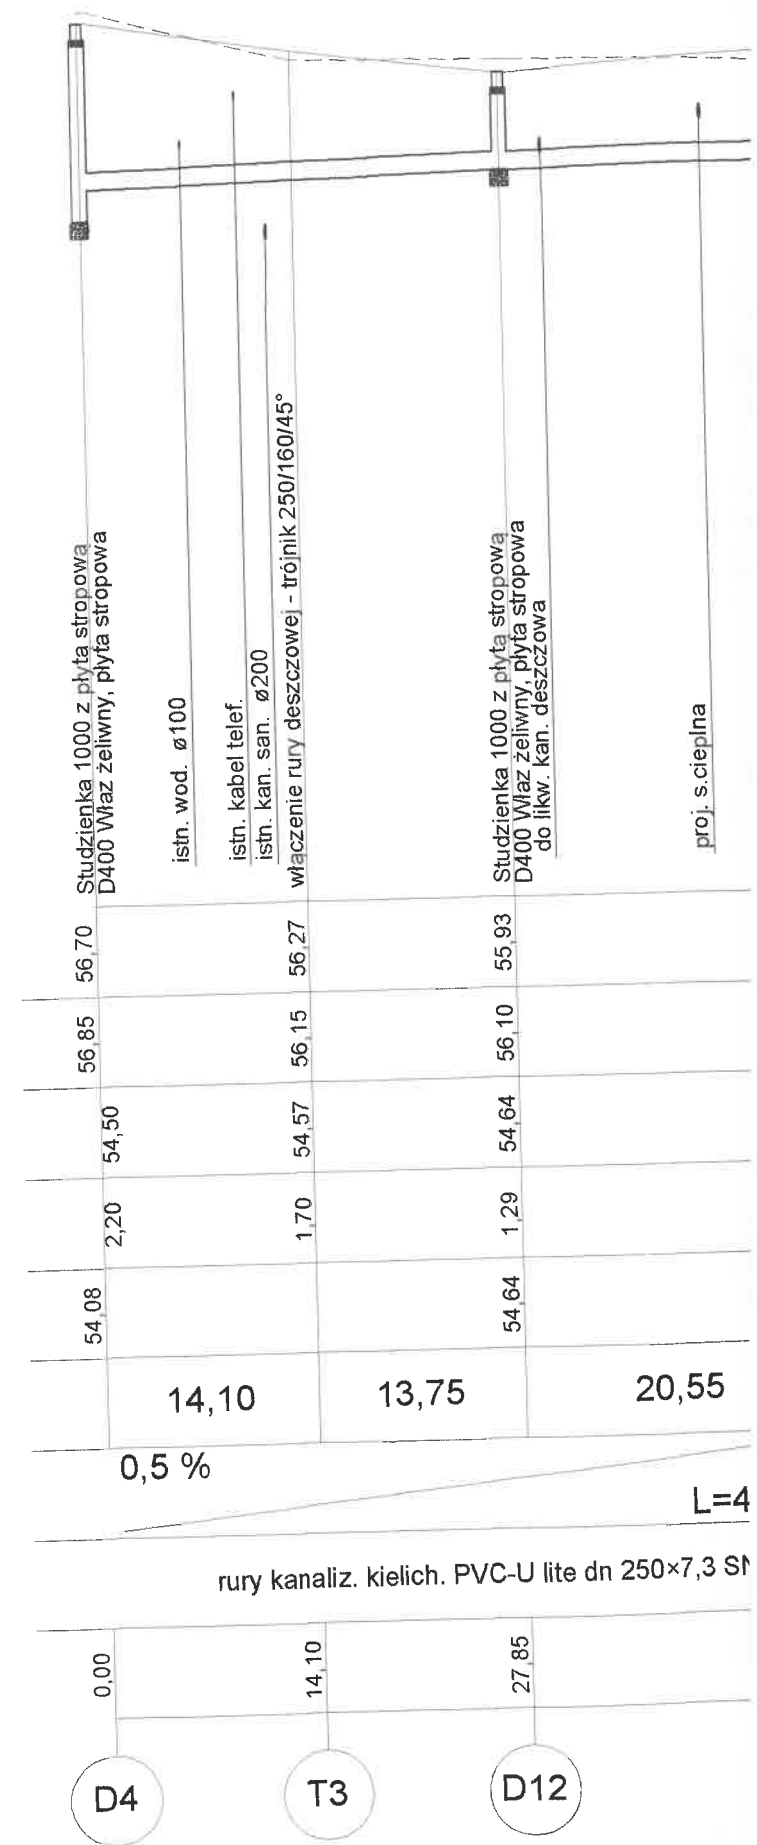 Studzienka 1000 z płytą stropową
D400 Właz żeliwny, płyta stropowa
istn. wod. ø100
istn. kabel telef.
istn. kan. san. ø200
włączenie rury deszczowej - trójnik 250/160/45°
Studzienka 1000 z płytą stropową
D400 Właz żeliwny, płyta stropowa
do likw. kan. deszczowa
proj. s.cieplna
56,70 56,27 55,93
56,85 56,15 56,10
54,50 54,57 54,64
2,20 1,70 1,29
54,08 54,64
14,10 13,75 20,55
0,5 %
L=4
rury kanaliz. kielich. PVC-U lite dn 250×7,3 SN
0,00 14,10 27,85
D4 T3 D12